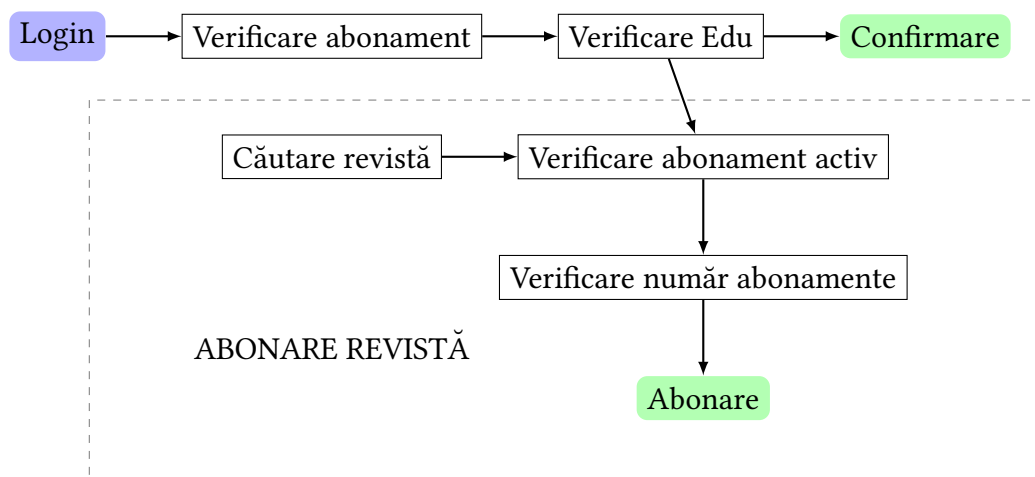 Login
Verificare abonament
Verificare Edu
Confirmare
Căutare revistă
Verificare abonament activ
Verificare număr abonamente
ABONARE REVISTĂ
Abonare